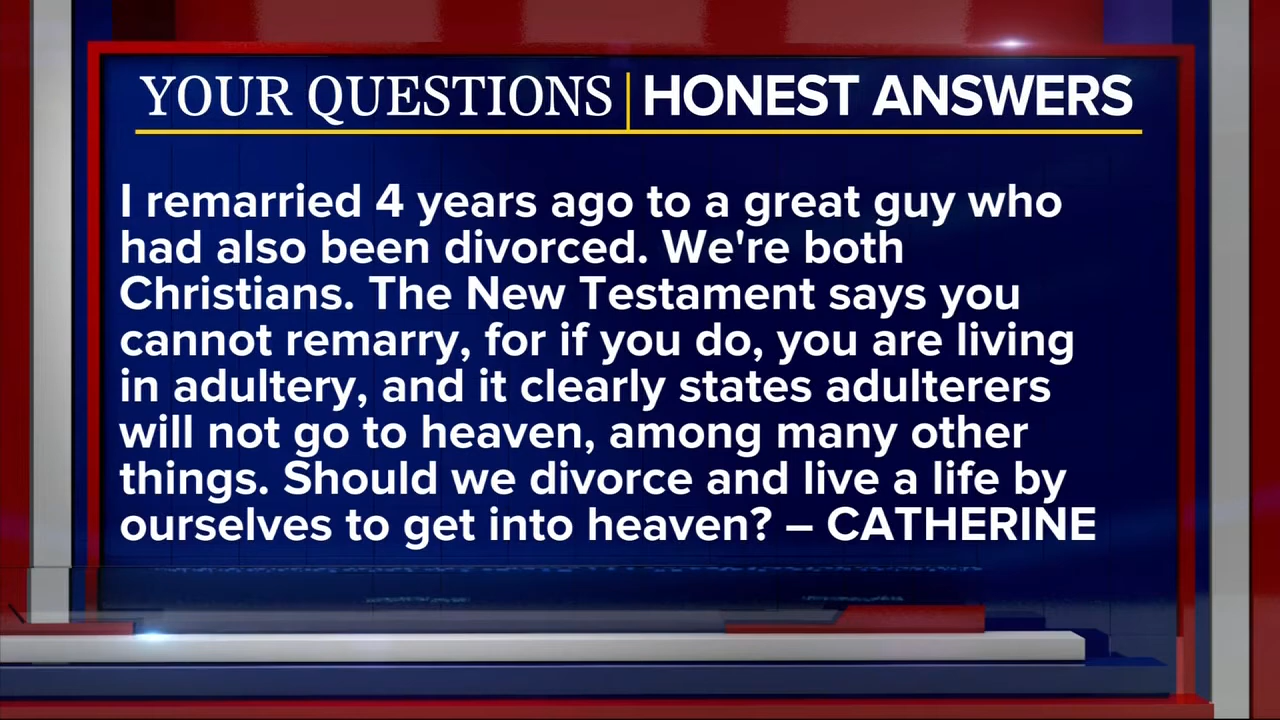 YOUR QUESTIONS | HONEST ANSWERS
I remarried 4 years ago to a great guy who
had also been divorced. We're both
Christians. The New Testament says you
cannot remarry, for if you do, you are living
in adultery, and it clearly states adulterers
will not go to heaven, among many other
things. Should we divorce and live a life by
ourselves to get into heaven? – CATHERINE